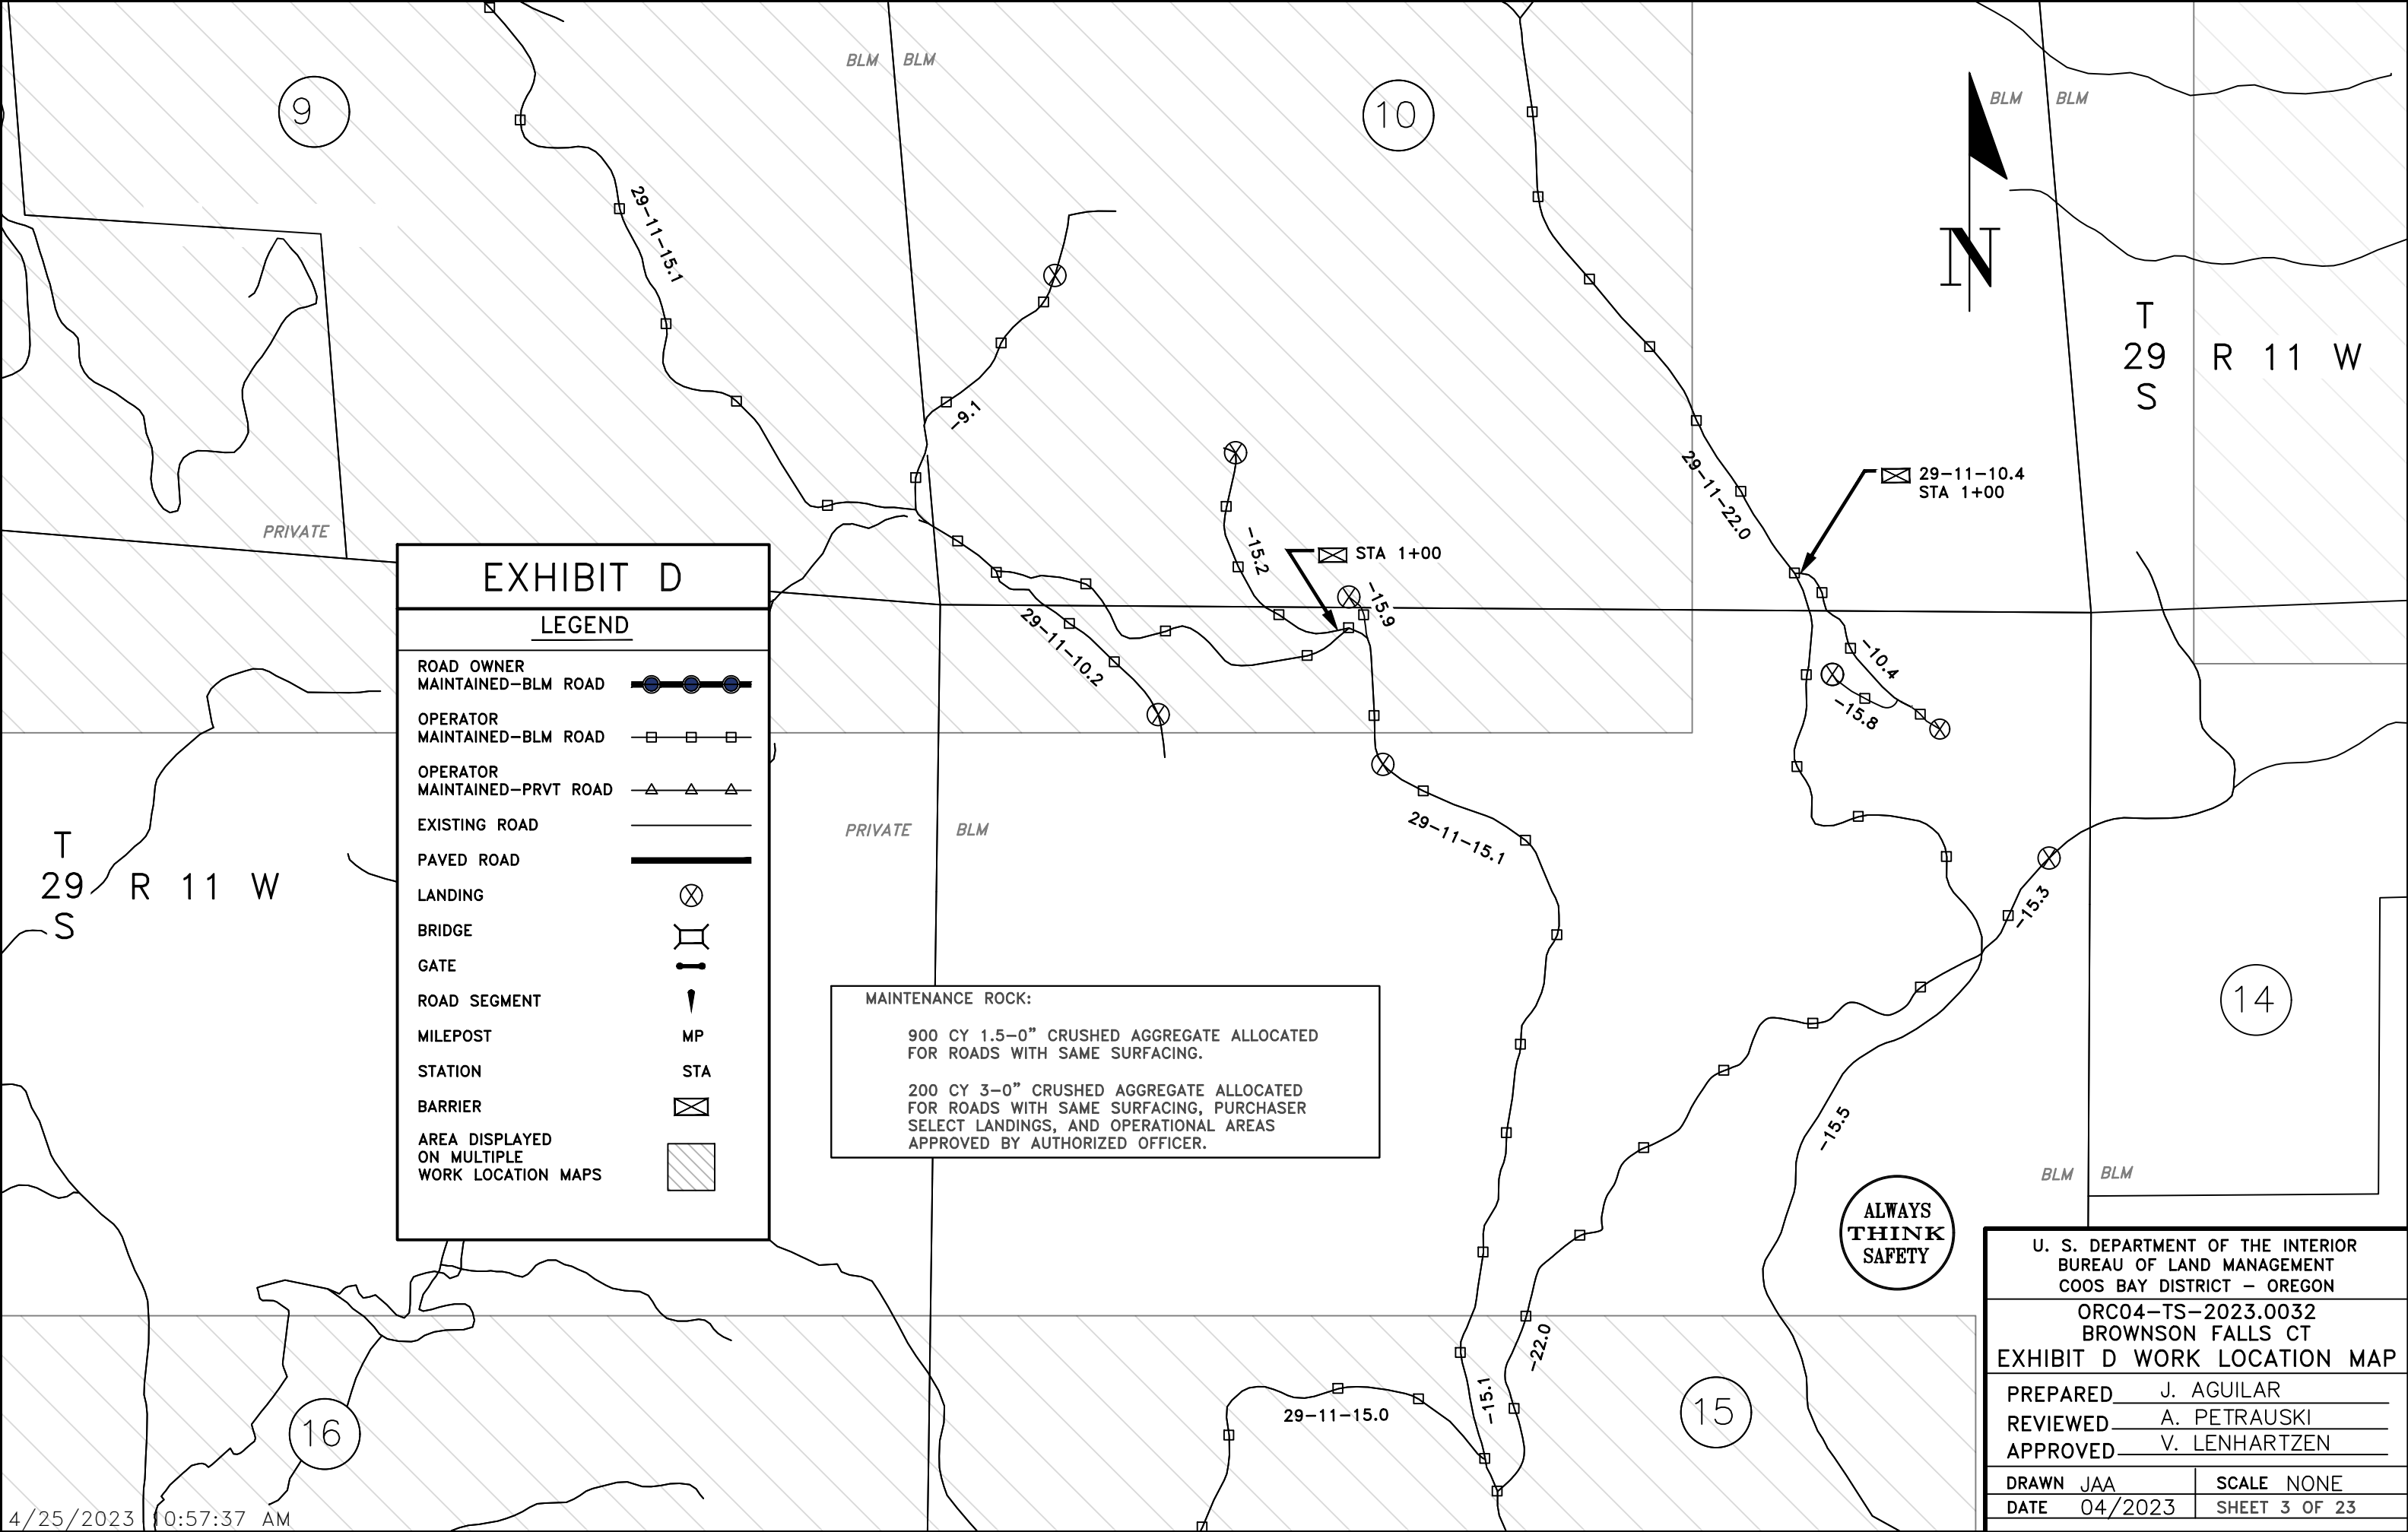 BLM BLM
9
10
BLM BLM
29-11-15.1
N
T
29 R 11 W
S
-9.1
29-11-22.0
29-11-10.4
STA 1+00
PRIVATE
-15.2
STA 1+00
-15.9
29-11-10.2
-10.4
-15.8
EXHIBIT D
LEGEND
ROAD OWNER
MAINTAINED-BLM ROAD
OPERATOR
MAINTAINED-BLM ROAD
OPERATOR
MAINTAINED-PRVT ROAD
EXISTING ROAD
PAVED ROAD
LANDING
BRIDGE
GATE
ROAD SEGMENT
MILEPOST MP
STATION STA
BARRIER
AREA DISPLAYED
ON MULTIPLE
WORK LOCATION MAPS
T
29 R 11 W
S
PRIVATE BLM
29-11-15.1
-15.3
14
MAINTENANCE ROCK:
900 CY 1.5-0" CRUSHED AGGREGATE ALLOCATED
FOR ROADS WITH SAME SURFACING.
200 CY 3-0" CRUSHED AGGREGATE ALLOCATED
FOR ROADS WITH SAME SURFACING, PURCHASER
SELECT LANDINGS, AND OPERATIONAL AREAS
APPROVED BY AUTHORIZED OFFICER.
-15.5
BLM BLM
ALWAYS
THINK
SAFETY
-22.0
-15.1
29-11-15.0
15
16
U. S. DEPARTMENT OF THE INTERIOR
BUREAU OF LAND MANAGEMENT
COOS BAY DISTRICT - OREGON
ORC04-TS-2023.0032
BROWNSON FALLS CT
EXHIBIT D WORK LOCATION MAP
PREPARED J. AGUILAR
REVIEWED A. PETRAUSKI
APPROVED V. LENHARTZEN
DRAWN JAA SCALE NONE
DATE 04/2023 SHEET 3 OF 23
4/25/2023 10:57:37 AM